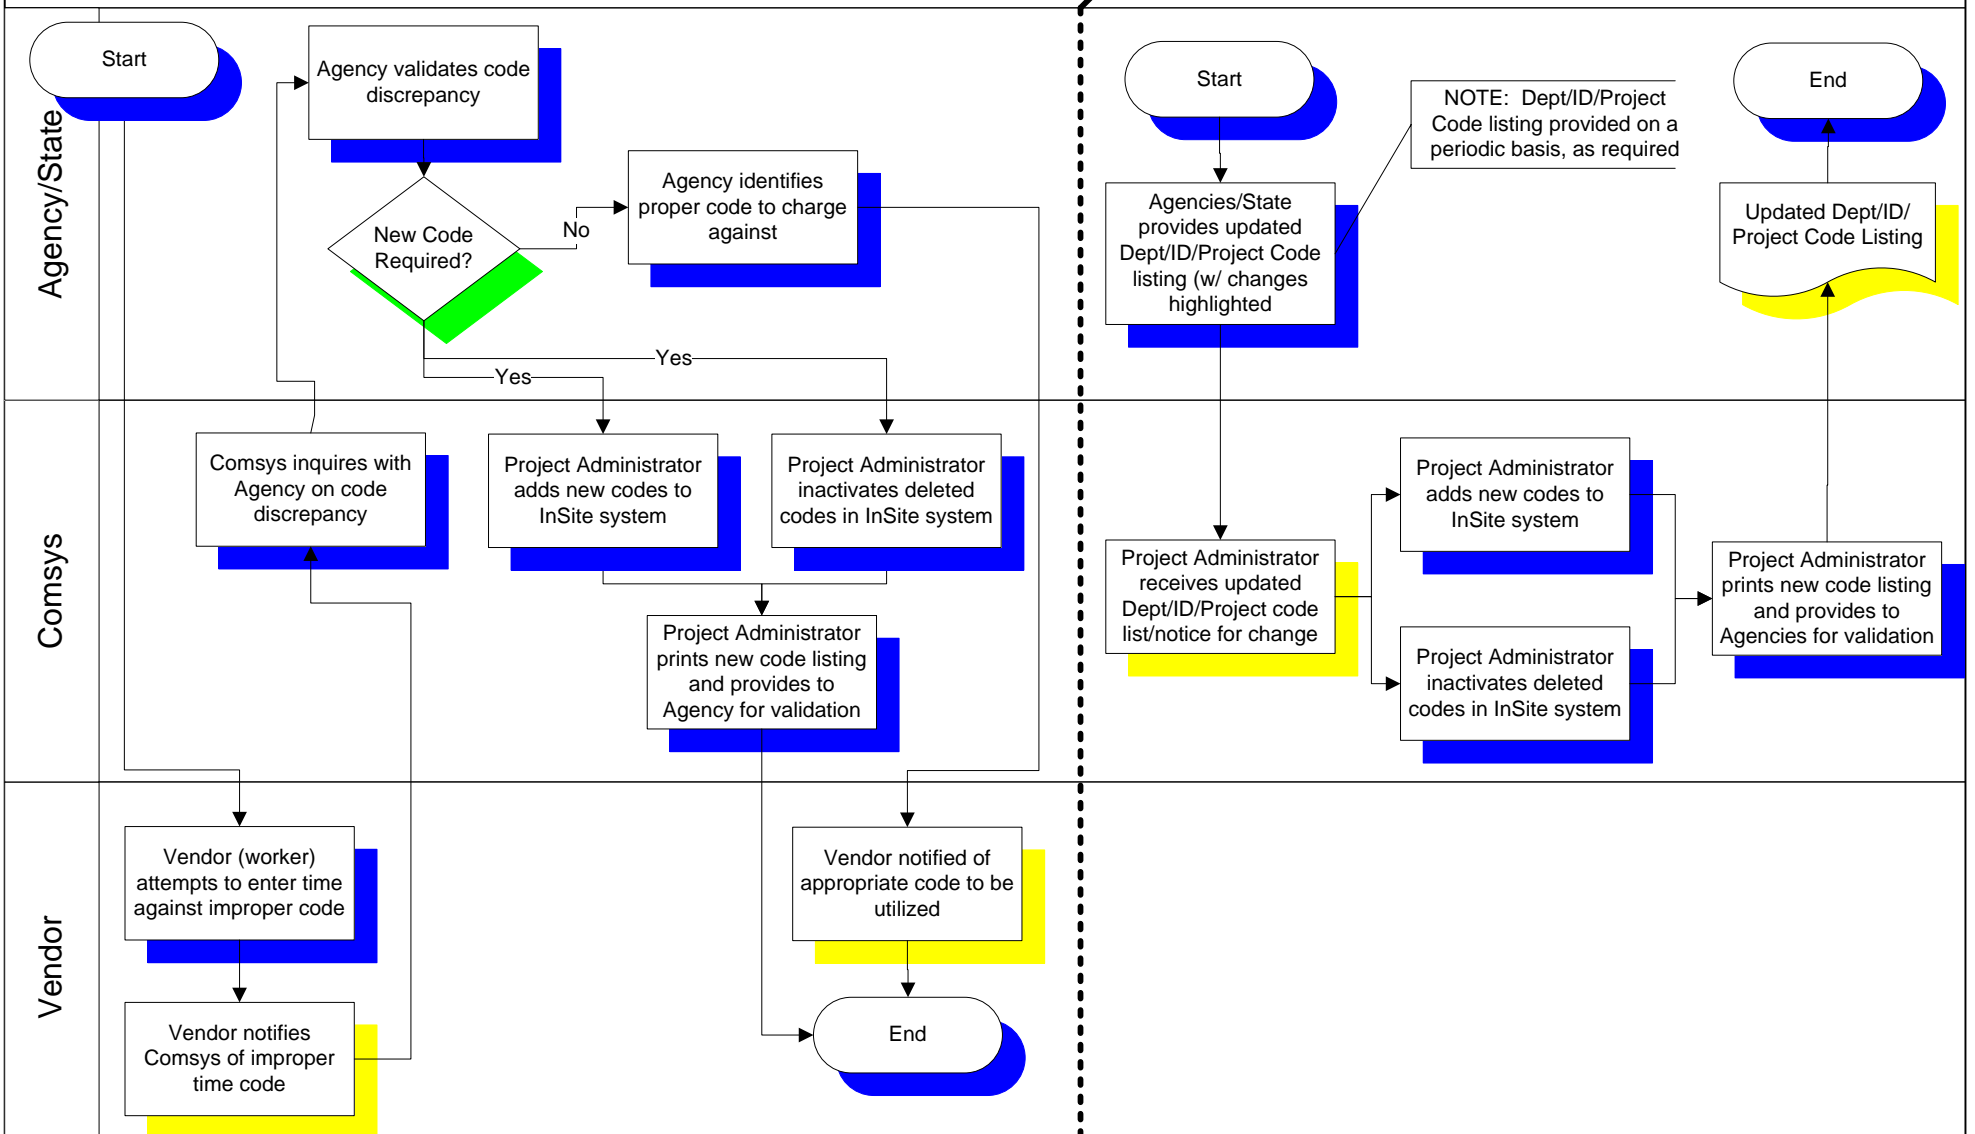 Agency/State
Start
Agency validates code
discrepancy
New Code
Required?
No
Agency identifies
proper code to charge
against
Yes
Yes
Start
NOTE:  Dept/ID/Project
Code listing provided on a
periodic basis, as required
Agencies/State
provides updated
Dept/ID/Project Code
listing (w/ changes
highlighted
End
Updated Dept/ID/
Project Code Listing
Comsys
Comsys inquires with
Agency on code
discrepancy
Project Administrator
adds new codes to
InSite system
Project Administrator
inactivates deleted
codes in InSite system
Project Administrator
prints new code listing
and provides to
Agency for validation
Project Administrator
receives updated
Dept/ID/Project code
list/notice for change
Project Administrator
adds new codes to
InSite system
Project Administrator
inactivates deleted
codes in InSite system
Project Administrator
prints new code listing
and provides to
Agencies for validation
Vendor
Vendor (worker)
attempts to enter time
against improper code
Vendor notifies
Comsys of improper
time code
Vendor notified of
appropriate code to be
utilized
End